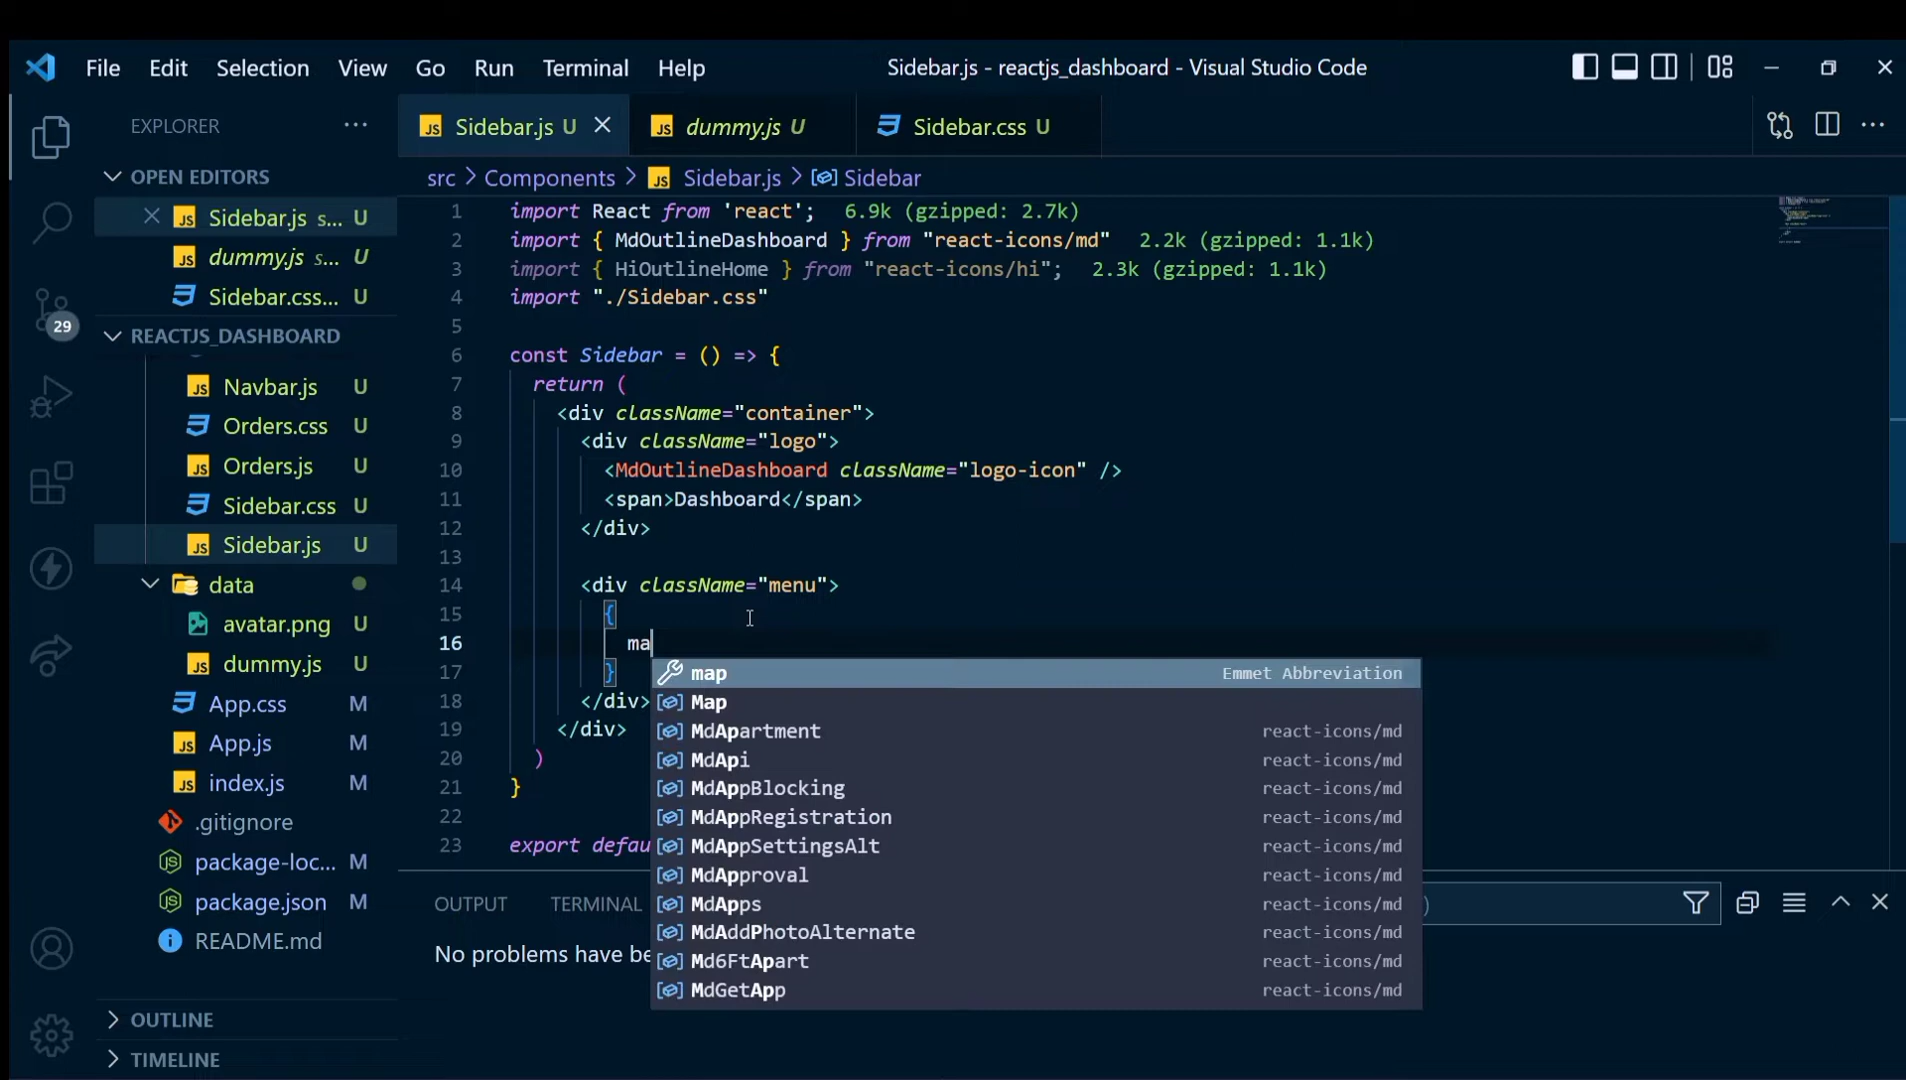 File Edit Selection View Go Run Terminal Help Sidebar.js - reactjs_dashboard - Visual Studio Code
EXPLORER ...
Sidebar.js U
dummy.js U
Sidebar.css U
OPEN EDITORS
Sidebar.js s... U
dummy.js s... U
Sidebar.css... U
29
REACTJS_DASHBOARD
Navbar.js U
Orders.css U
Orders.js U
Sidebar.css U
Sidebar.js U
data
avatar.png U
dummy.js U
App.css M
App.js M
index.js M
.gitignore
package-loc... M
package.json M
README.md
OUTLINE
TIMELINE
src > Components > JS Sidebar.js > Sidebar
1 import React from 'react'; 6.9k (gzipped: 2.7k)
2 import { MdOutlineDashboard } from "react-icons/md" 2.2k (gzipped: 1.1k)
3 import { HiOutlineHome } from "react-icons/hi"; 2.3k (gzipped: 1.1k)
4 import "./Sidebar.css"
5
6 const Sidebar = () => {
7 return (
8 <div className="container">
9 <div className="logo">
10 <MdOutlineDashboard className="logo-icon" />
11 <span>Dashboard</span>
12 </div>
13
14 <div className="menu">
15 {
16 ma
17 }
18 </div>
19 </div>
20 )
21 }
22
23 export defau
map Emmet Abbreviation
Map
MdApartment react-icons/md
MdApi react-icons/md
MdAppBlocking react-icons/md
MdAppRegistration react-icons/md
MdAppSettingsAlt react-icons/md
MdApproval react-icons/md
MdApps react-icons/md
MdAddPhotoAlternate react-icons/md
Md6FtApart react-icons/md
MdGetApp react-icons/md
OUTPUT TERMINAL )
No problems have be